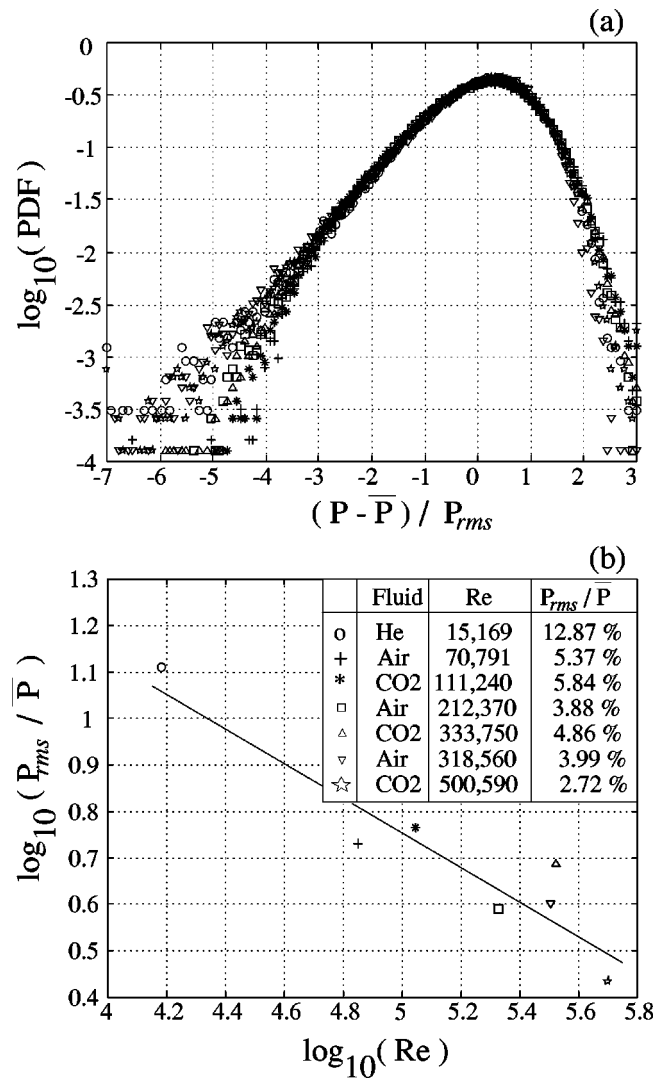 (a)
0
-0.5
-1
-1.5
-2
-2.5
-3
-3.5
-4
log10( PDF )
-7 -6 -5 -4 -3 -2 -1 0 1 2 3
( P - P̅ ) / Prms
(b)
1.3
1.2
1.1
1
0.9
0.8
0.7
0.6
0.5
0.4
log10( Prms / P̅ )
Fluid Re Prms / P̅
He 15,169 12.87 %
Air 70,791 5.37 %
CO2 111,240 5.84 %
Air 212,370 3.88 %
CO2 333,750 4.86 %
Air 318,560 3.99 %
CO2 500,590 2.72 %
4 4.2 4.4 4.6 4.8 5 5.2 5.4 5.6 5.8
log10( Re )